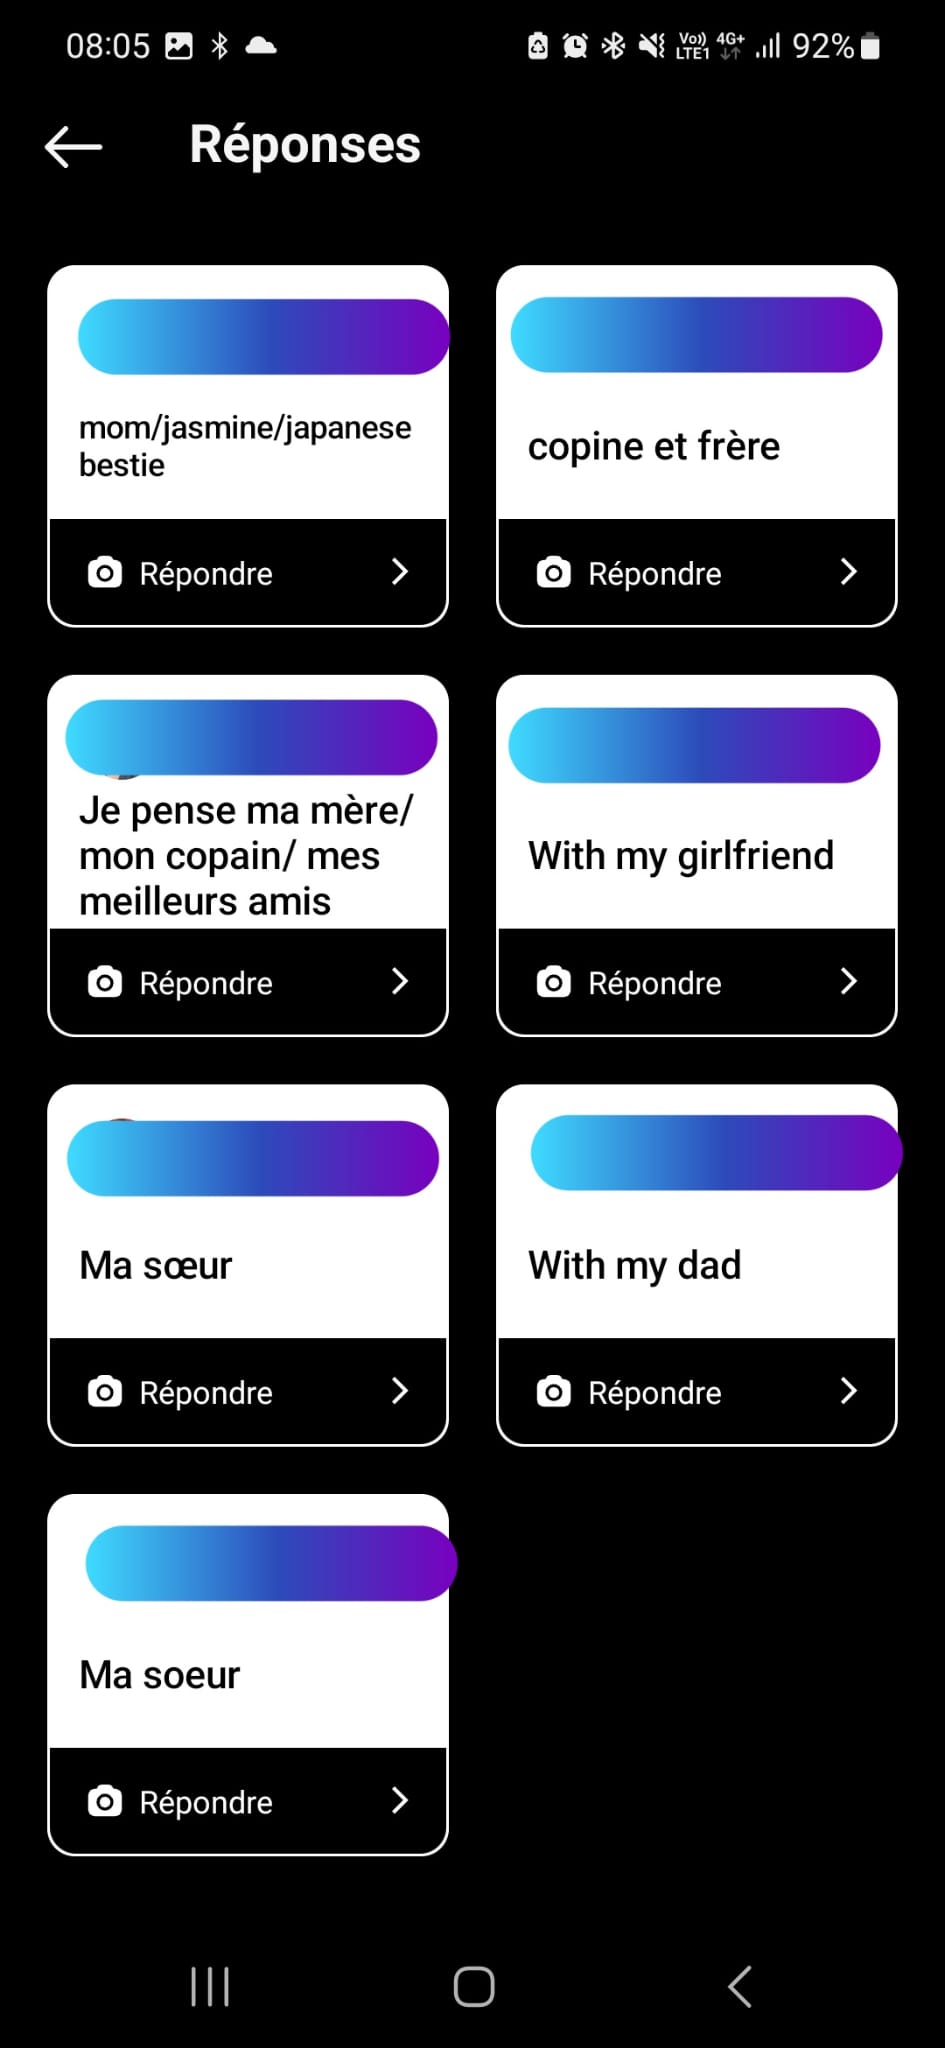 08:05
Vo)) 4G+ 92%
LTE1
Réponses
mom/jasmine/japanese
bestie
Répondre
copine et frère
Répondre
Je pense ma mère/
mon copain/ mes
meilleurs amis
Répondre
With my girlfriend
Répondre
Ma sœur
Répondre
With my dad
Répondre
Ma soeur
Répondre